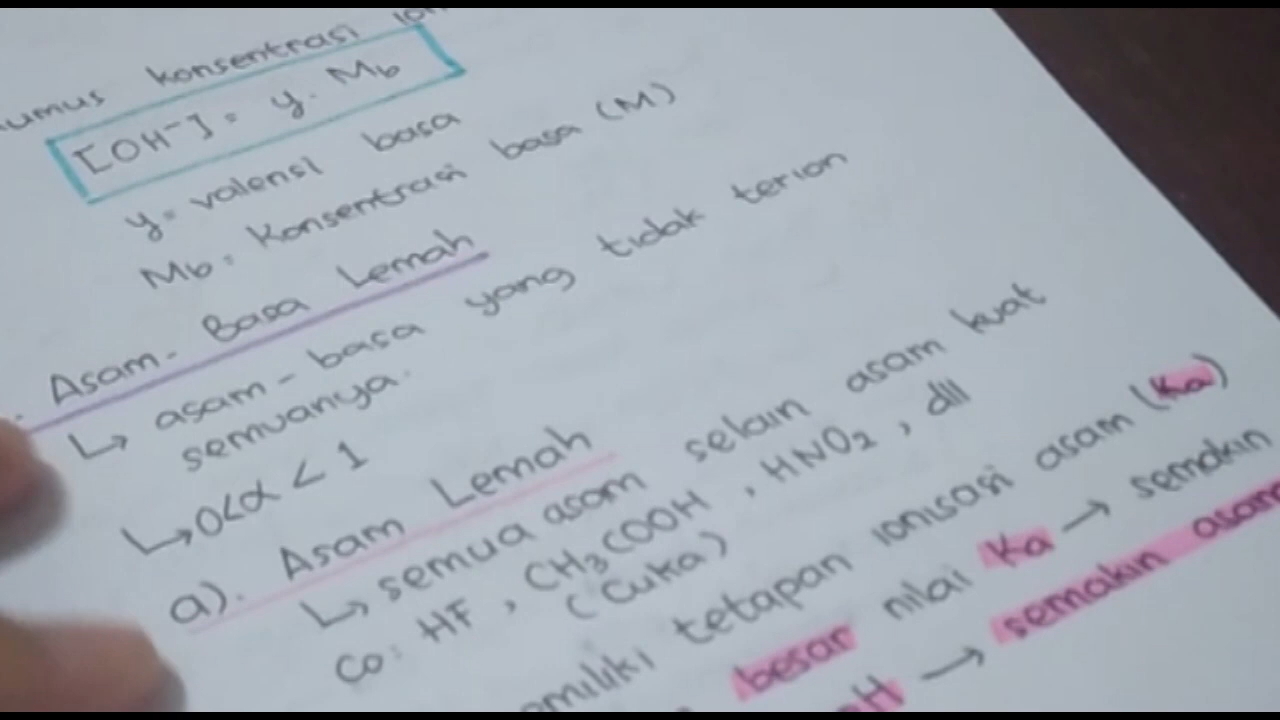 konsentrasi
[OH⁻] = y . Mb
y = valensi basa
Mb = Konsentrasi basa (M)
Asam - Basa Lemah
↳ asam - basa yang tidak terion
semuanya.
↳ 0<α < 1
a). Asam Lemah
↳ semua asam selain asam kuat
Co : HF , CH₃COOH , HNO₂ , dll
(Cuka)
tetapan ionisasi asam (Ka)
besar nilai Ka → semakin
→ semakin asam